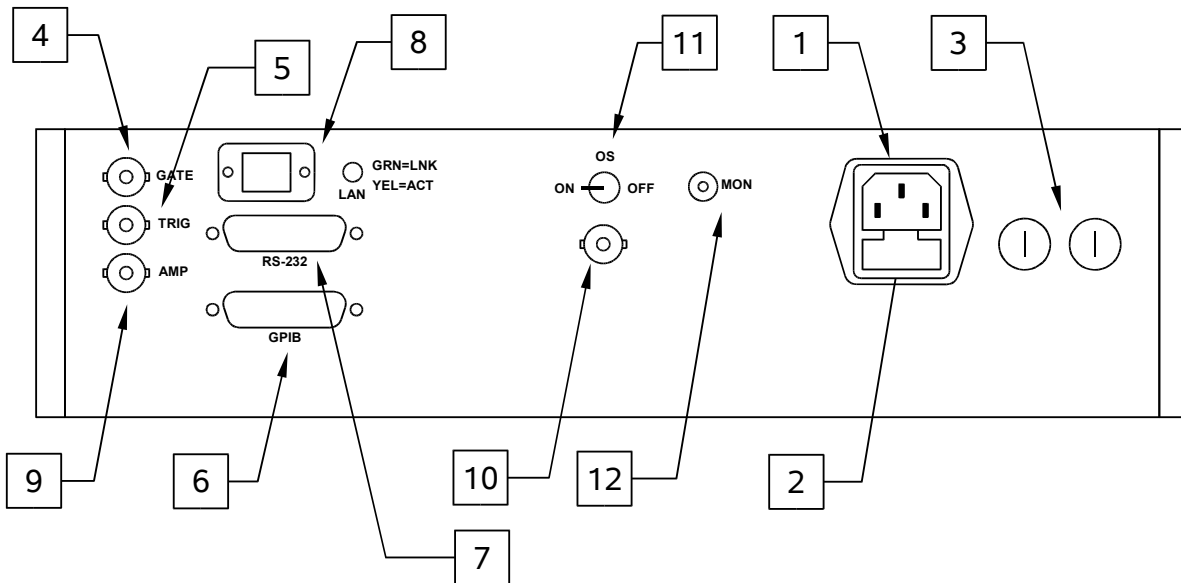 4
5
8
11
1
3
GATE
TRIG
AMP
LAN
GRN=LNK
YEL=ACT
RS-232
GPIB
OS
ON
OFF
MON
9
6
7
10
12
2